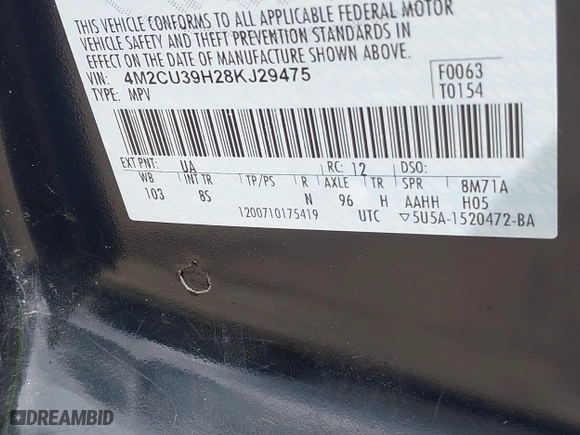 THIS VEHICLE CONFORMS TO ALL APPLICABLE FEDERAL MOTOR
VEHICLE SAFETY AND THEFT PREVENTION STANDARDS IN
EFFECT ON THE DATE OF MANUFACTURE SHOWN ABOVE.
VIN: 4M2CU39H28KJ29475 F0063
TYPE: MPV T0154
EXT PNT: UA RC: 12 DSO:
WB INT TR TP/PS R AXLE TR SPR 8M71A
103 8S N 96 H AAHH H05
1200710175419 UTC ▽5U5A-1520472-BA
DREAMBID